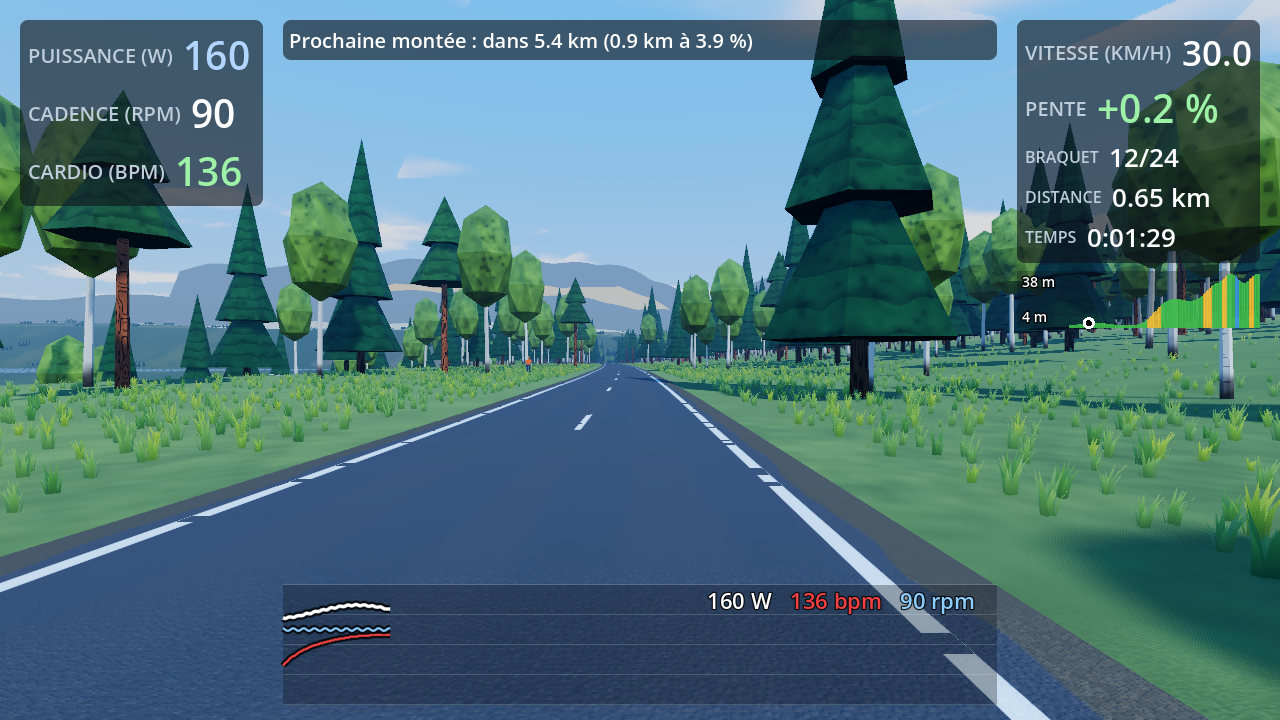 PUISSANCE (W) 160
CADENCE (RPM) 90
CARDIO (BPM) 136
Prochaine montée : dans 5.4 km (0.9 km à 3.9 %)
VITESSE (KM/H) 30.0
PENTE +0.2 %
BRAQUET 12/24
DISTANCE 0.65 km
TEMPS 0:01:29
38 m
4 m
160 W 136 bpm 90 rpm